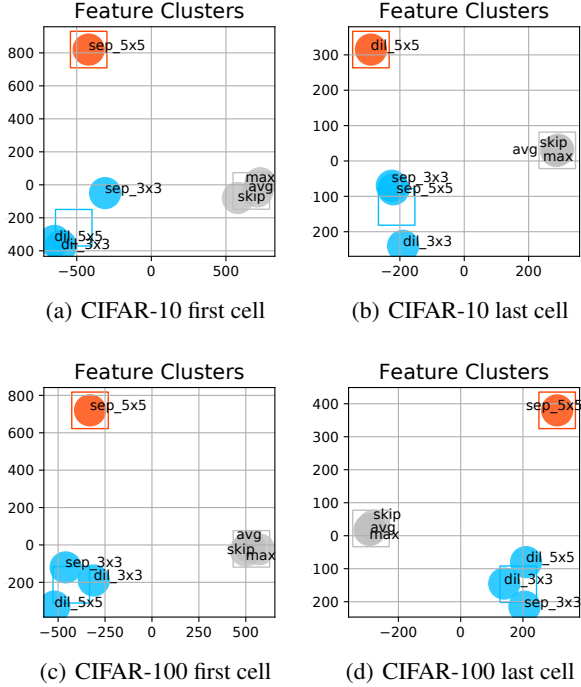 Feature Clusters
800
600
400
200
0
200
400
−500
0
500
sep_5x5
sep_3x3
max
avg
skip
dil_5x5
dil_3x3
(a) CIFAR-10 first cell
Feature Clusters
300
200
100
0
100
200
−200
0
200
dil_5x5
avg
skip
max
sep_3x3
sep_5x5
dil_3x3
(b) CIFAR-10 last cell
Feature Clusters
800
600
400
200
0
200
−500
−250
0
250
500
sep_5x5
avg
skip
max
sep_3x3
dil_3x3
dil_5x5
(c) CIFAR-100 first cell
Feature Clusters
400
300
200
100
0
100
200
−200
0
200
sep_5x5
skip
avg
max
dil_5x5
dil_3x3
sep_3x3
(d) CIFAR-100 last cell